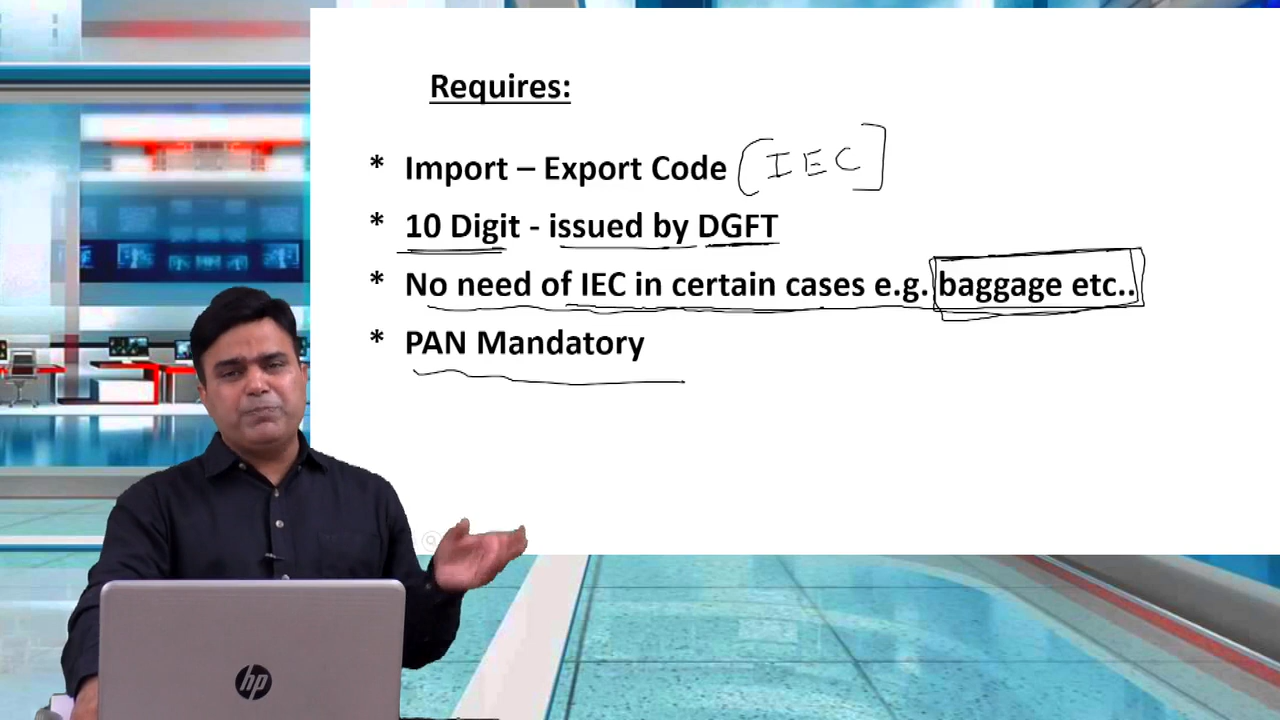 Requires:
* Import – Export Code [IEC]
* 10 Digit - issued by DGFT
* No need of IEC in certain cases e.g. baggage etc..
* PAN Mandatory
hp